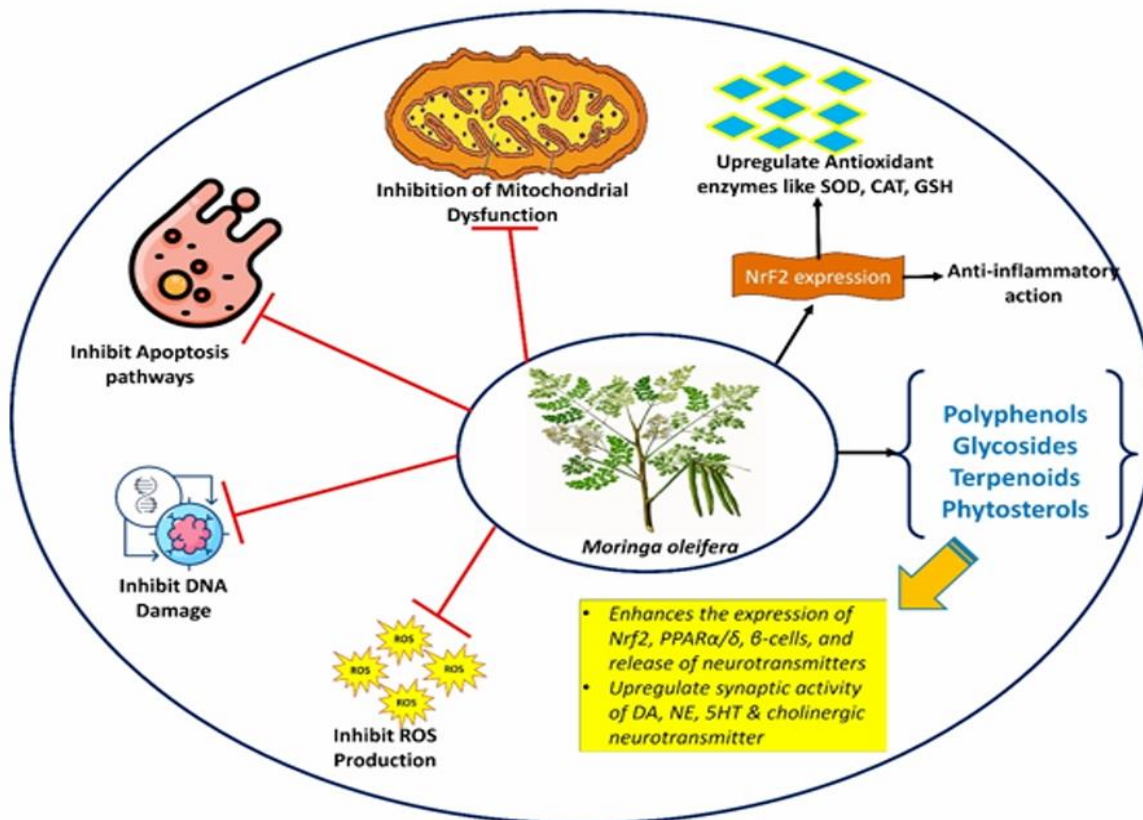 Inhibition of Mitochondrial
Dysfunction
Upregulate Antioxidant
enzymes like SOD, CAT, GSH
NrF2 expression
Anti-inflammatory
action
Inhibit Apoptosis
pathways
Polyphenols
Glycosides
Terpenoids
Phytosterols
Moringa oleifera
Inhibit DNA
Damage
• Enhances the expression of
Nrf2, PPARα/δ, β-cells, and
release of neurotransmitters
• Upregulate synaptic activity
of DA, NE, 5HT & cholinergic
neurotransmitter
ROS
ROS
ROS
ROS
Inhibit ROS
Production